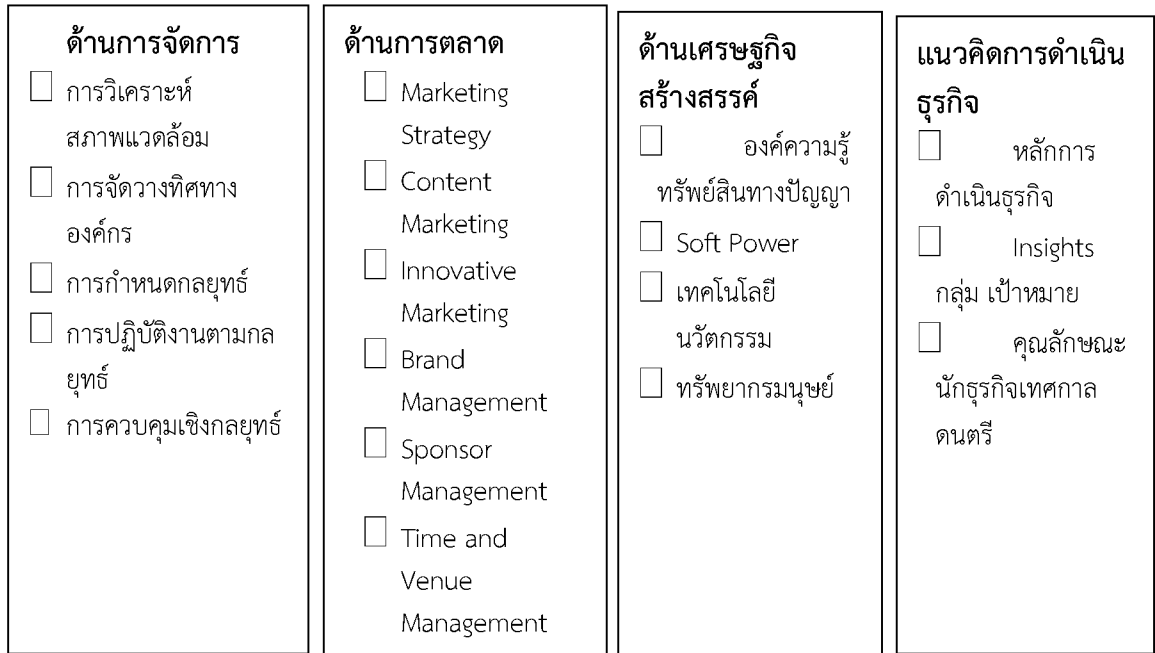 ด้านการจัดการ
☐ การวิเคราะห์
สภาพแวดล้อม
☐ การจัดวางทิศทาง
องค์กร
☐ การกำหนดกลยุทธ์
☐ การปฏิบัติงานตามกล
ยุทธ์
☐ การควบคุมเชิงกลยุทธ์
ด้านการตลาด
☐ Marketing
Strategy
☐ Content
Marketing
☐ Innovative
Marketing
☐ Brand
Management
☐ Sponsor
Management
☐ Time and
Venue
Management
ด้านเศรษฐกิจ
สร้างสรรค์
☐ องค์ความรู้
ทรัพย์สินทางปัญญา
☐ Soft Power
☐ เทคโนโลยี
นวัตกรรม
☐ ทรัพยากรมนุษย์
แนวคิดการดำเนิน
ธุรกิจ
☐ หลักการ
ดำเนินธุรกิจ
☐ Insights
กลุ่ม เป้าหมาย
☐ คุณลักษณะ
นักธุรกิจเทศกาล
ดนตรี